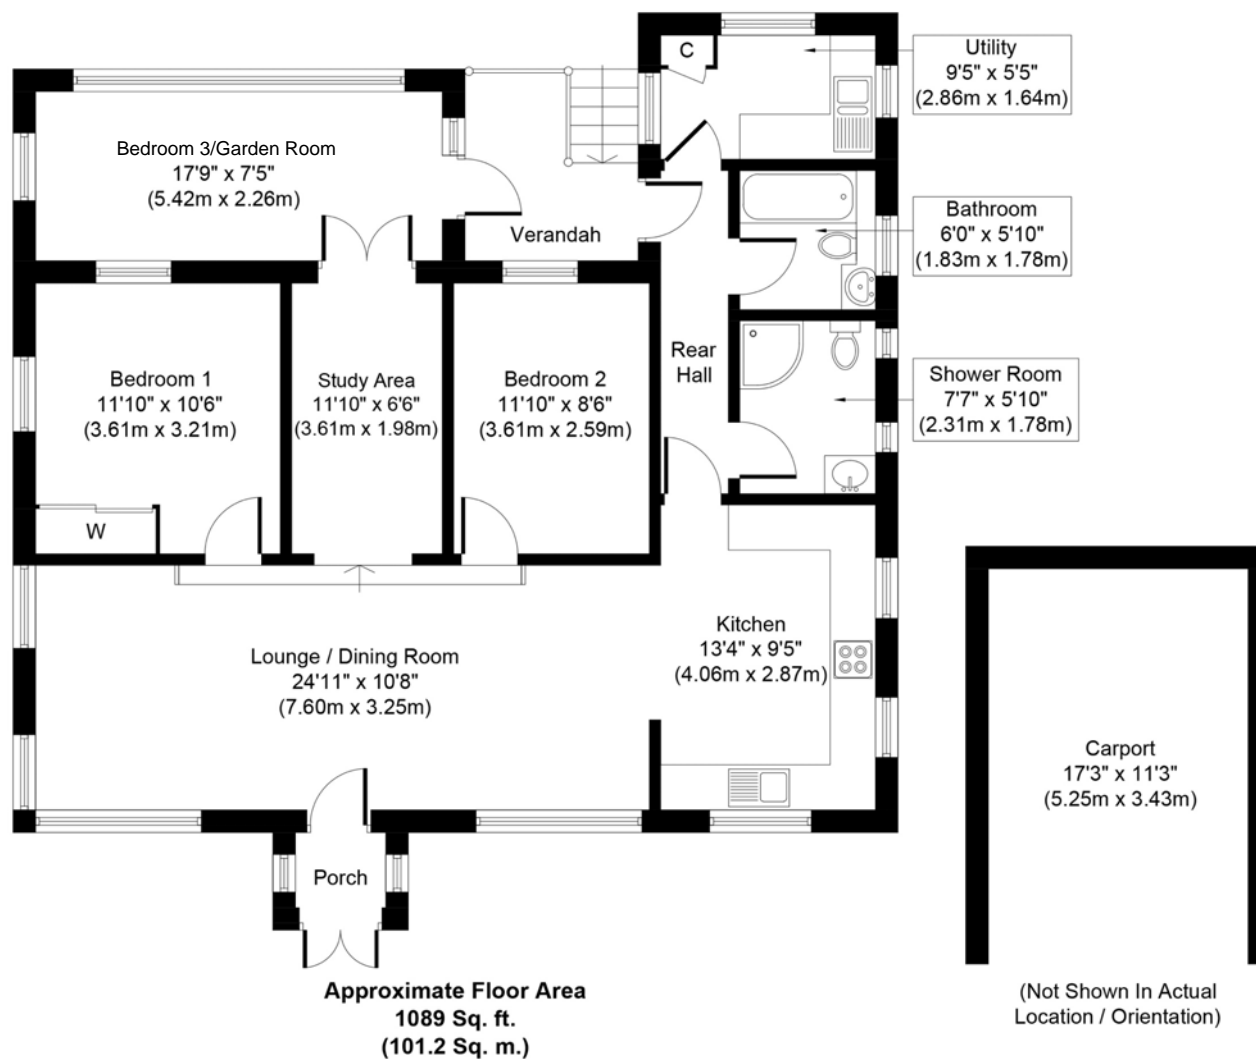 C
Utility
9'5" x 5'5"
(2.86m x 1.64m)
Bedroom 3/Garden Room
17'9" x 7'5"
(5.42m x 2.26m)
Verandah
Bathroom
6'0" x 5'10"
(1.83m x 1.78m)
Bedroom 1
11'10" x 10'6"
(3.61m x 3.21m)
Study Area
11'10" x 6'6"
(3.61m x 1.98m)
Bedroom 2
11'10" x 8'6"
(3.61m x 2.59m)
Rear
Hall
Shower Room
7'7" x 5'10"
(2.31m x 1.78m)
W
Lounge / Dining Room
24'11" x 10'8"
(7.60m x 3.25m)
Kitchen
13'4" x 9'5"
(4.06m x 2.87m)
Carport
17'3" x 11'3"
(5.25m x 3.43m)
Porch
Approximate Floor Area
1089 Sq. ft.
(101.2 Sq. m.)
(Not Shown In Actual
Location / Orientation)